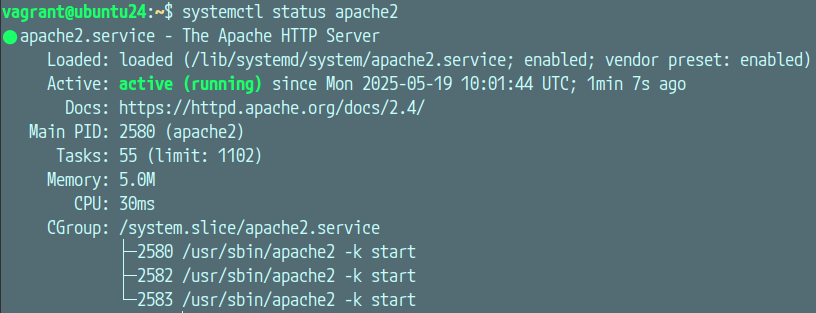 vagrant@ubuntu24:~$ systemctl status apache2
●apache2.service - The Apache HTTP Server
Loaded: loaded (/lib/systemd/system/apache2.service; enabled; vendor preset: enabled)
Active: active (running) since Mon 2025-05-19 10:01:44 UTC; 1min 7s ago
Docs: https://httpd.apache.org/docs/2.4/
Main PID: 2580 (apache2)
Tasks: 55 (limit: 1102)
Memory: 5.0M
CPU: 30ms
CGroup: /system.slice/apache2.service
├─2580 /usr/sbin/apache2 -k start
├─2582 /usr/sbin/apache2 -k start
└─2583 /usr/sbin/apache2 -k start